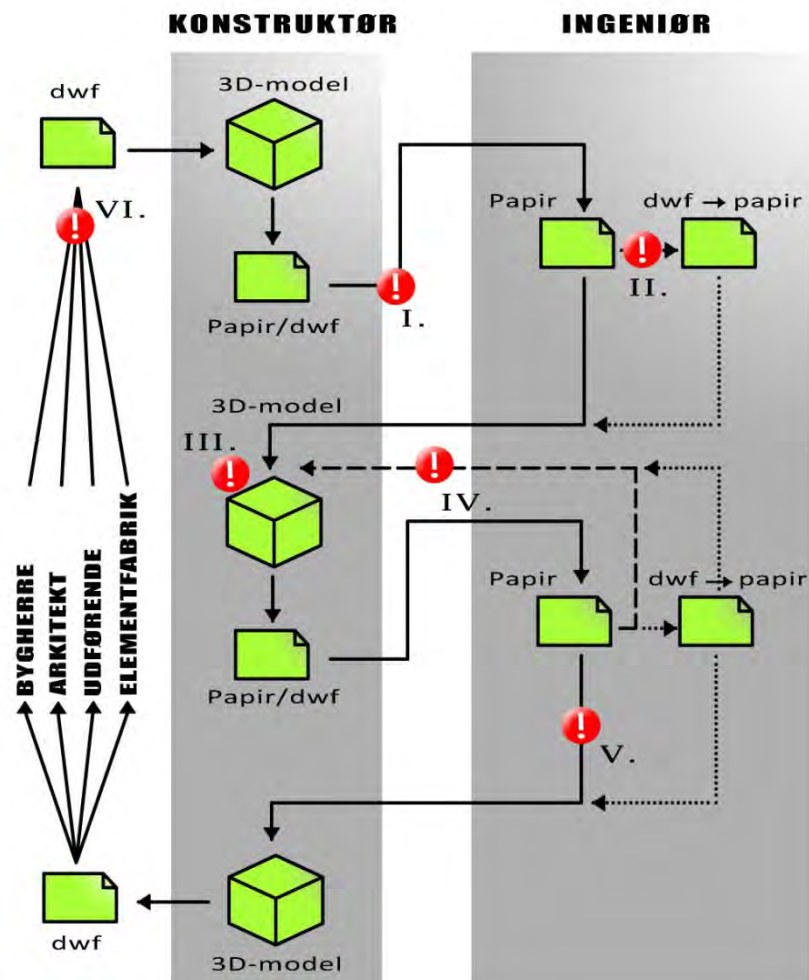 KONSTRUKTØR
INGENIØR
dwf
3D-model
Papir
dwf → papir
VI.
!
!
II.
!
I.
Papir/dwf
3D-model
III.
!
!
IV.
Papir
dwf → papir
BYGHERRE
ARKITEKT
UDFØRENDE
ELEMENTFABRIK
Papir/dwf
!
V.
dwf
3D-model